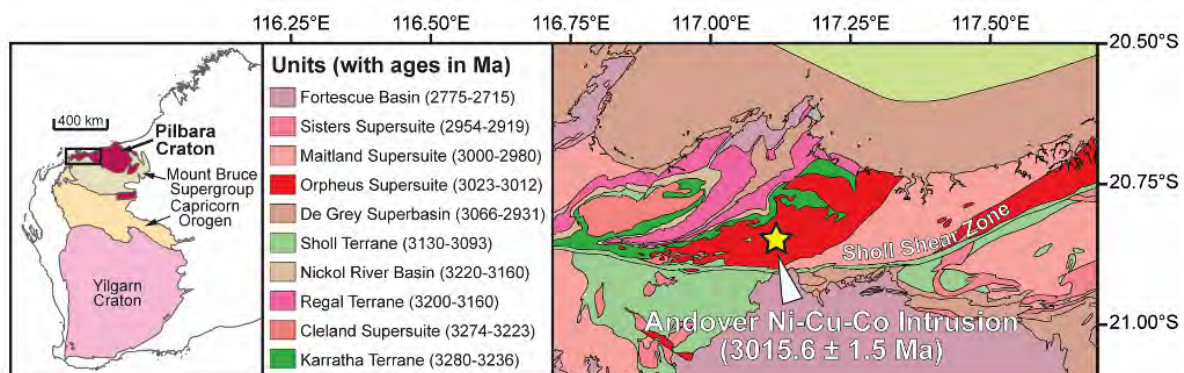 116.25°E 116.50°E 116.75°E 117.00°E 117.25°E 117.50°E
400 km
Pilbara
Craton
Mount Bruce
Supergroup
Capricorn
Orogen
Yilgarn
Craton
Units (with ages in Ma)
Fortescue Basin (2775-2715)
Sisters Supersuite (2954-2919)
Maitland Supersuite (3000-2980)
Orpheus Supersuite (3023-3012)
De Grey Superbasin (3066-2931)
Sholl Terrane (3130-3093)
Nickol River Basin (3220-3160)
Regal Terrane (3200-3160)
Cleland Supersuite (3274-3223)
Karratha Terrane (3280-3236)
Sholl Shear Zone
Andover Ni-Cu-Co Intrusion
(3015.6 ± 1.5 Ma)
20.50°S
20.75°S
21.00°S